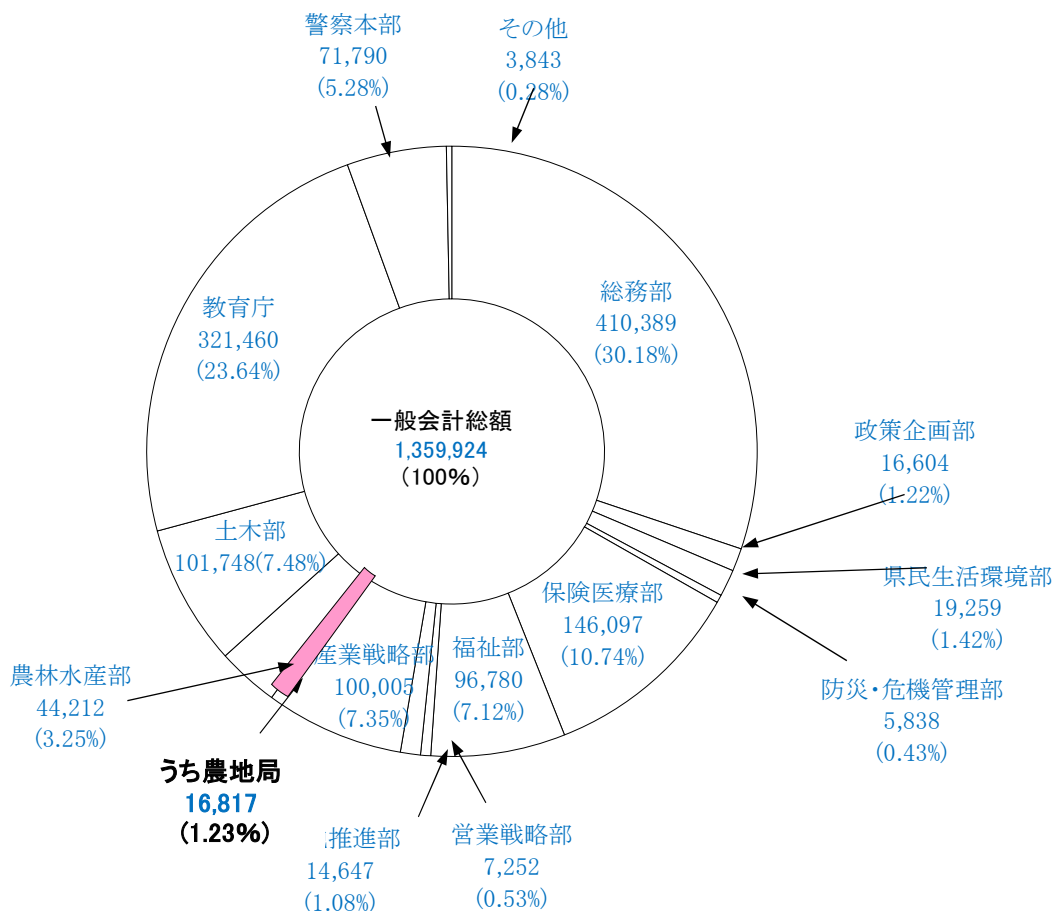 警察本部
71,790
(5.28%)
その他
3,843
(0.28%)
総務部
410,389
(30.18%)
教育庁
321,460
(23.64%)
一般会計総額
1,359,924
(100%)
政策企画部
16,604
(1.22%)
県民生活環境部
19,259
(1.42%)
防災・危機管理部
5,838
(0.43%)
保険医療部
146,097
(10.74%)
福祉部
96,780
(7.12%)
営業戦略部
7,252
(0.53%)
推進部
14,647
(1.08%)
産業戦略部
100,005
(7.35%)
土木部
101,748(7.48%)
農林水産部
44,212
(3.25%)
うち農地局
16,817
(1.23%)